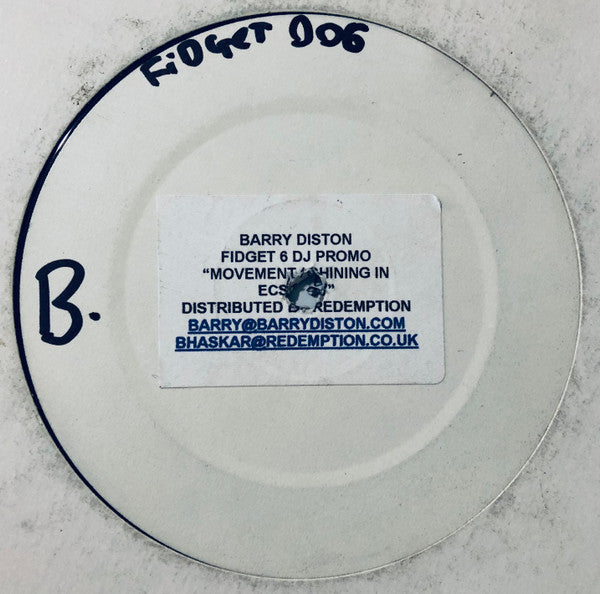 FiDGET D06
B.
BARRY DISTON
FIDGET 6 DJ PROMO
"MOVEMENT HINING IN
DISTRIBUTED REDEMPTION
BARRY@BARRYDISTON.COM
BHASKAR@REDEMPTION.CO.UK